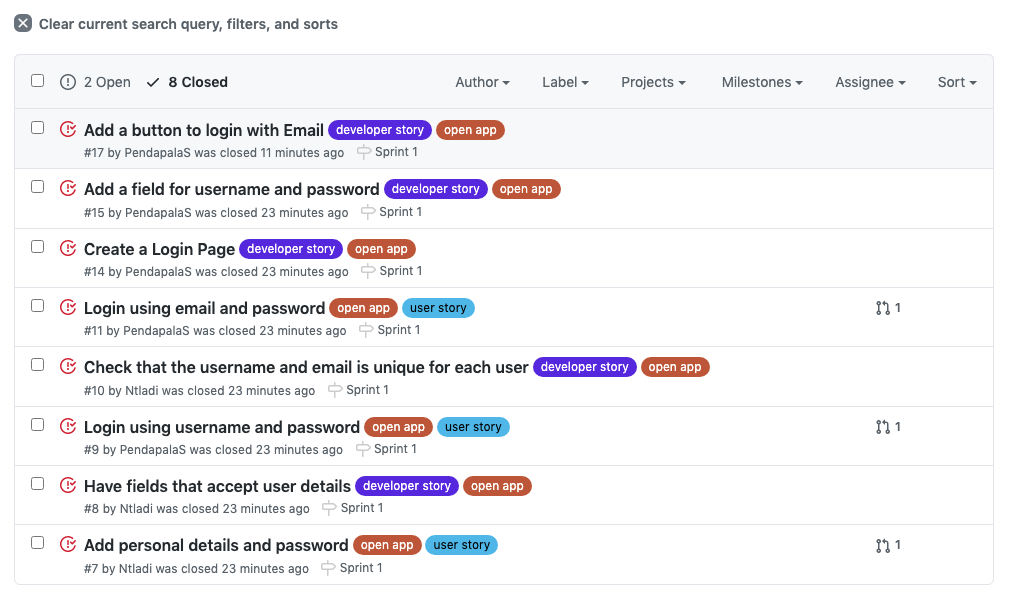 Clear current search query, filters, and sorts
2 Open 8 Closed Author Label Projects Milestones Assignee Sort
Add a button to login with Email developer story open app
#17 by PendapalaS was closed 11 minutes ago Sprint 1
Add a field for username and password developer story open app
#15 by PendapalaS was closed 23 minutes ago Sprint 1
Create a Login Page developer story open app
#14 by PendapalaS was closed 23 minutes ago Sprint 1
Login using email and password open app user story 1
#11 by PendapalaS was closed 23 minutes ago Sprint 1
Check that the username and email is unique for each user developer story open app
#10 by Ntladi was closed 23 minutes ago Sprint 1
Login using username and password open app user story 1
#9 by PendapalaS was closed 23 minutes ago Sprint 1
Have fields that accept user details developer story open app
#8 by Ntladi was closed 23 minutes ago Sprint 1
Add personal details and password open app user story 1
#7 by Ntladi was closed 23 minutes ago Sprint 1